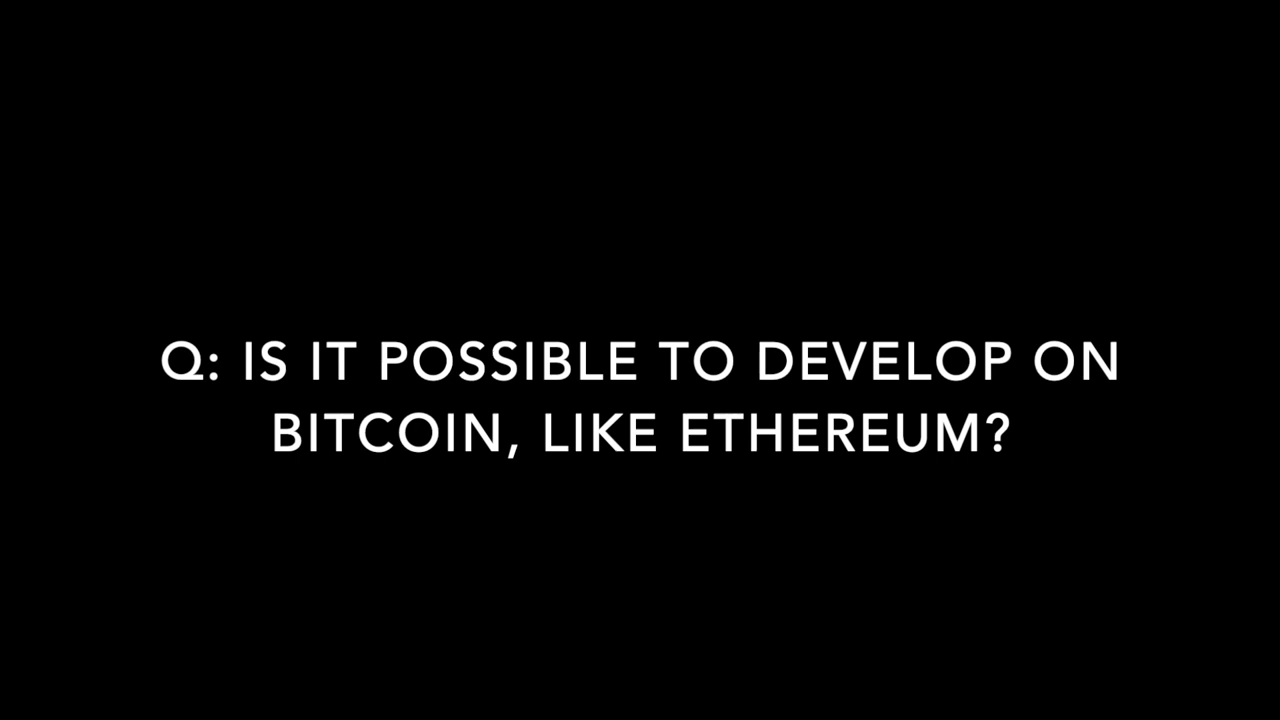 Q: IS IT POSSIBLE TO DEVELOP ON
BITCOIN, LIKE ETHEREUM?